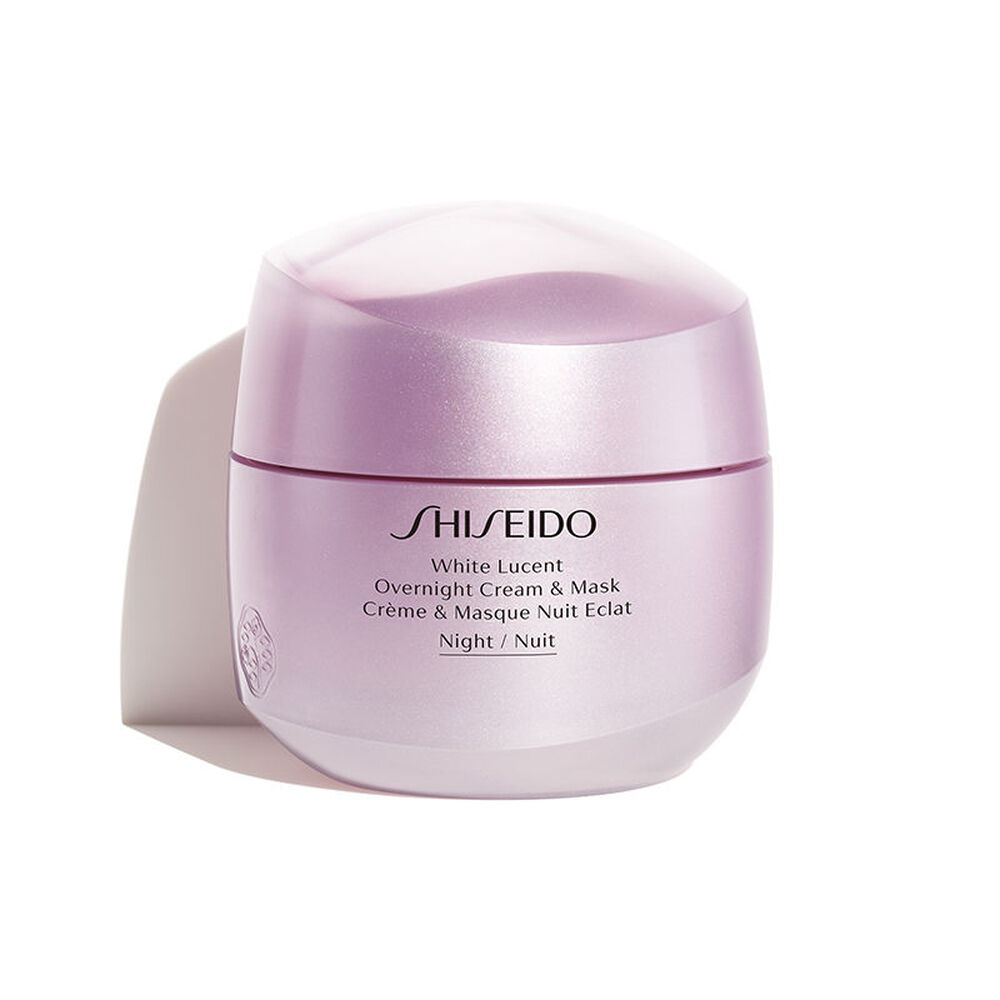 SHISEIDO
White Lucent
Overnight Cream & Mask
Crème & Masque Nuit Eclat
Night / Nuit